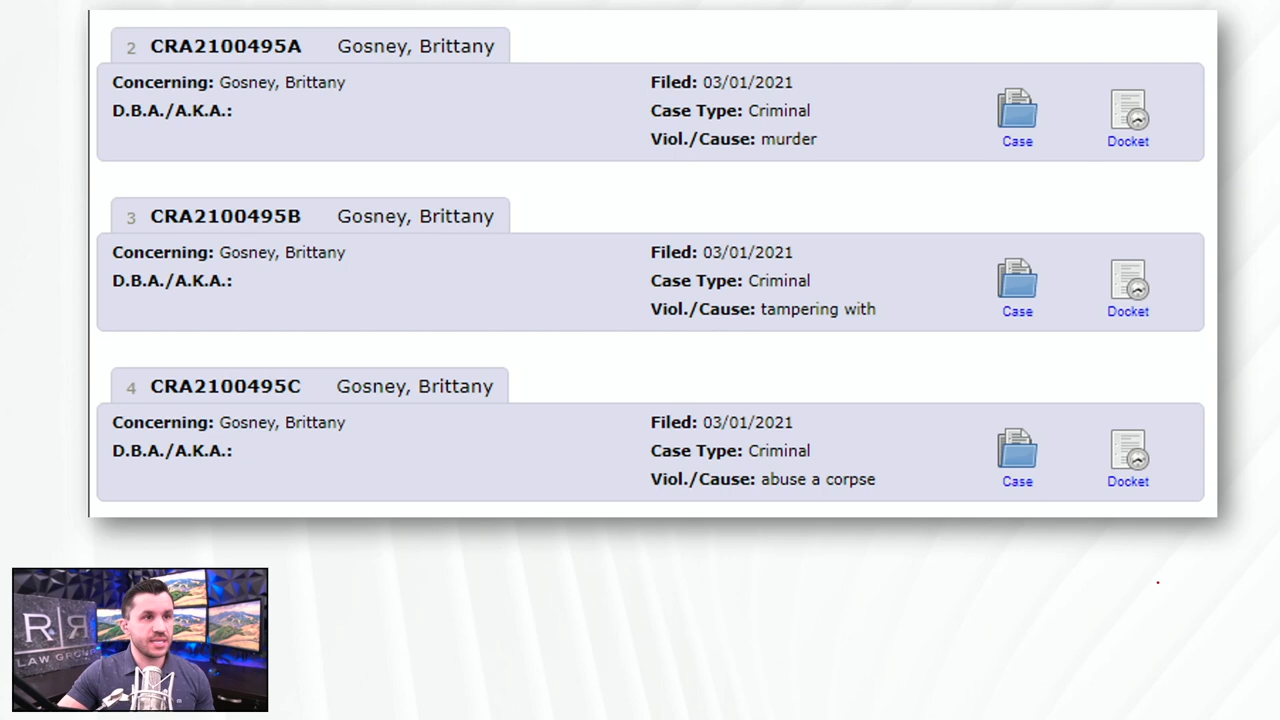 2 CRA2100495A Gosney, Brittany
Concerning: Gosney, Brittany Filed: 03/01/2021
D.B.A./A.K.A.: Case Type: Criminal
Viol./Cause: murder
Case Docket
3 CRA2100495B Gosney, Brittany
Concerning: Gosney, Brittany Filed: 03/01/2021
D.B.A./A.K.A.: Case Type: Criminal
Viol./Cause: tampering with
Case Docket
4 CRA2100495C Gosney, Brittany
Concerning: Gosney, Brittany Filed: 03/01/2021
D.B.A./A.K.A.: Case Type: Criminal
Viol./Cause: abuse a corpse
Case Docket
R|R
LAW GROUP